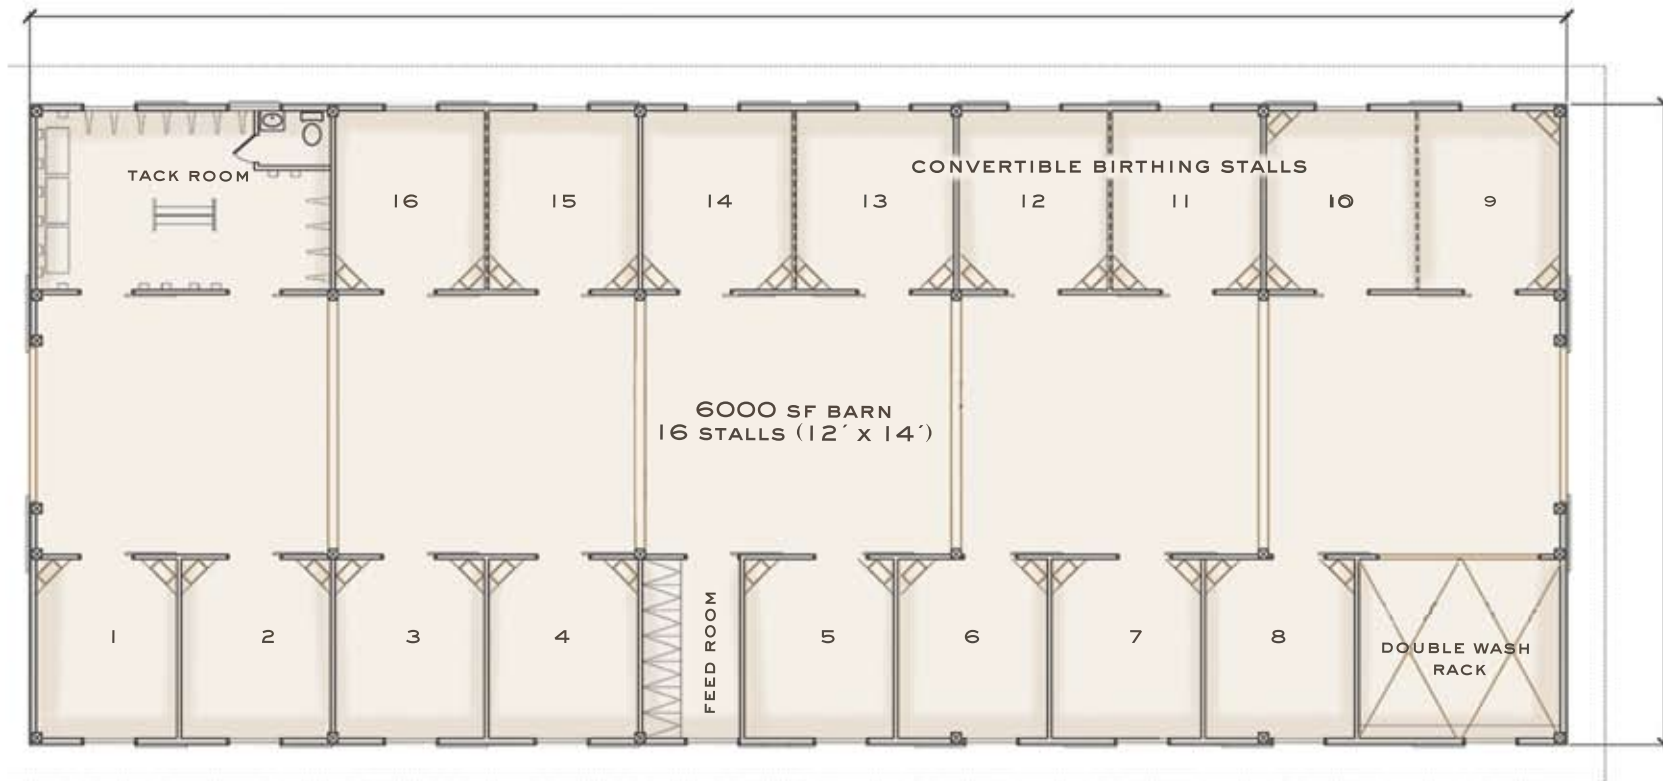 CONVERTIBLE BIRTHING STALLS
TACK ROOM
16
15
14
13
12
11
10
9
6000 SF BARN
16 STALLS (12´ X 14´)
1
2
3
4
FEED ROOM
5
6
7
8
DOUBLE WASH
RACK